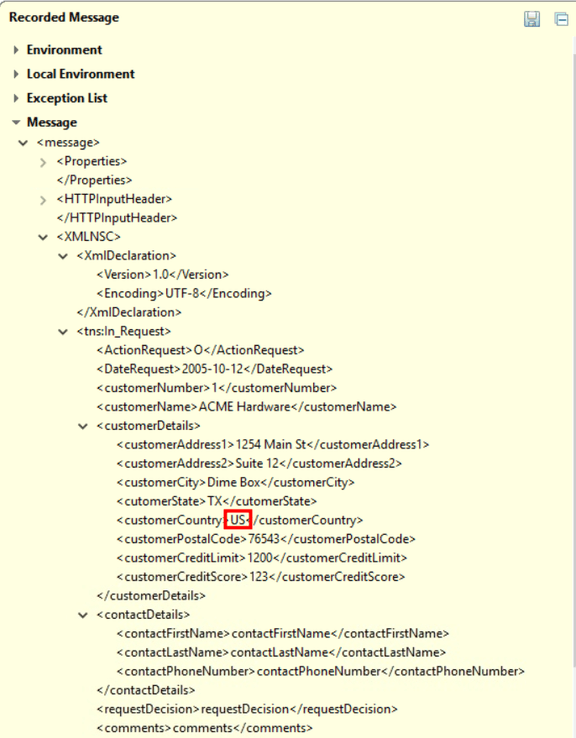 Recorded Message
Environment
Local Environment
Exception List
Message
<message>
<Properties>
</Properties>
<HTTPInputHeader>
</HTTPInputHeader>
<XMLNSC>
<XmlDeclaration>
<Version>1.0</Version>
<Encoding>UTF-8</Encoding>
</XmlDeclaration>
<tns:In_Request>
<ActionRequest>O</ActionRequest>
<DateRequest>2005-10-12</DateRequest>
<customerNumber>1</customerNumber>
<customerName>ACME Hardware</customerName>
<customerDetails>
<customerAddress1>1254 Main St</customerAddress1>
<customerAddress2>Suite 12</customerAddress2>
<customerCity>Dime Box</customerCity>
<cutomerState>TX</cutomerState>
<customerCountry>US</customerCountry>
<customerPostalCode>76543</customerPostalCode>
<customerCreditLimit>1200</customerCreditLimit>
<customerCreditScore>123</customerCreditScore>
</customerDetails>
<contactDetails>
<contactFirstName>contactFirstName</contactFirstName>
<contactLastName>contactLastName</contactLastName>
<contactPhoneNumber>contactPhoneNumber</contactPhoneNumber>
</contactDetails>
<requestDecision>requestDecision</requestDecision>
<comments>comments</comments>